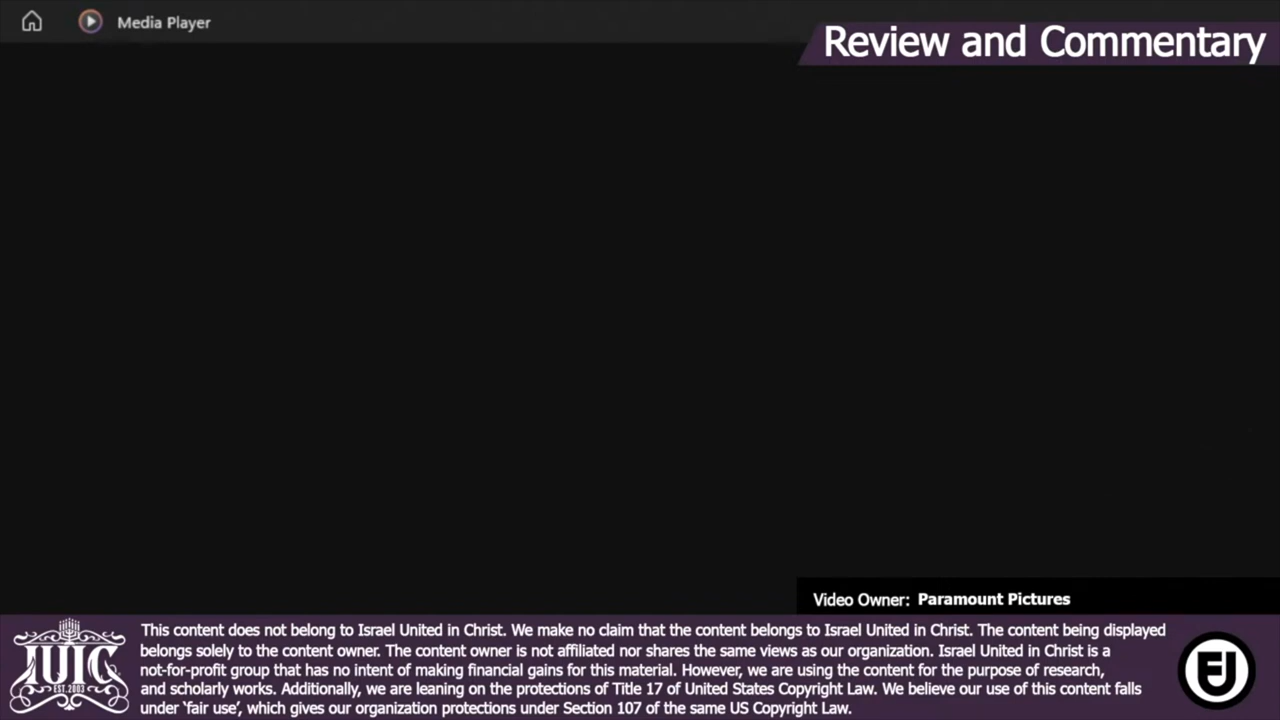 Media Player
Review and Commentary
Video Owner: Paramount Pictures
This content does not belong to Israel United in Christ. We make no claim that the content belongs to Israel United in Christ. The content being displayed
belongs solely to the content owner. The content owner is not affiliated nor shares the same views as our organization. Israel United in Christ is a
not-for-profit group that has no intent of making financial gains for this material. However, we are using the content for the purpose of research,
and scholarly works. Additionally, we are leaning on the protections of Title 17 of United States Copyright Law. We believe our use of this content falls
under ‘fair use’, which gives our organization protections under Section 107 of the same US Copyright Law.
IUIC
EST. 2003